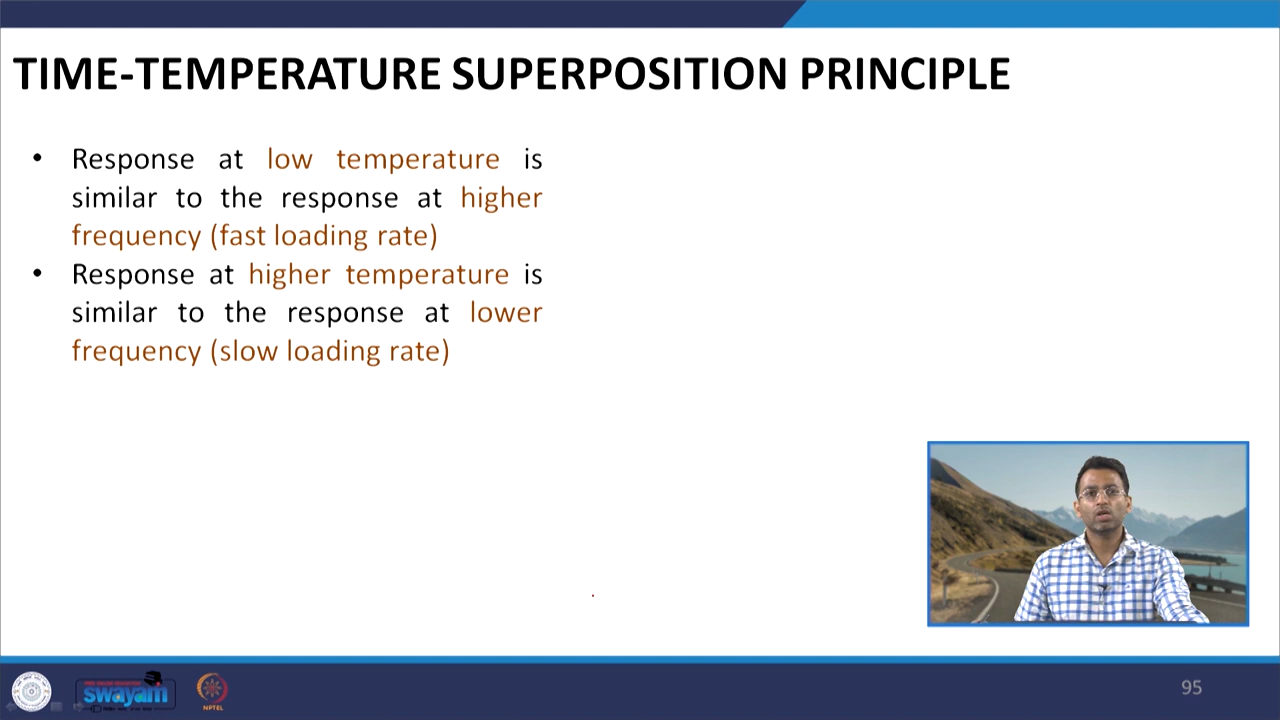 TIME-TEMPERATURE SUPERPOSITION PRINCIPLE
• Response at low temperature is
similar to the response at higher
frequency (fast loading rate)
• Response at higher temperature is
similar to the response at lower
frequency (slow loading rate)
swayam
NPTEL
95